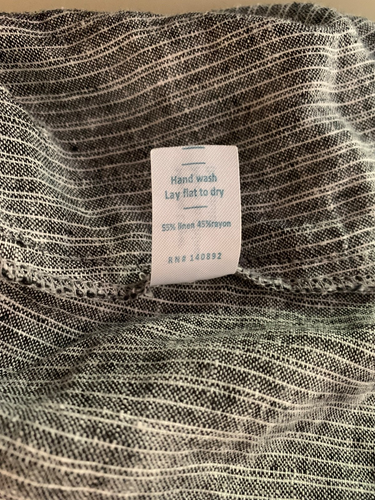 Hand wash
Lay flat to dry
55% linen 45%rayon
RN# 140892